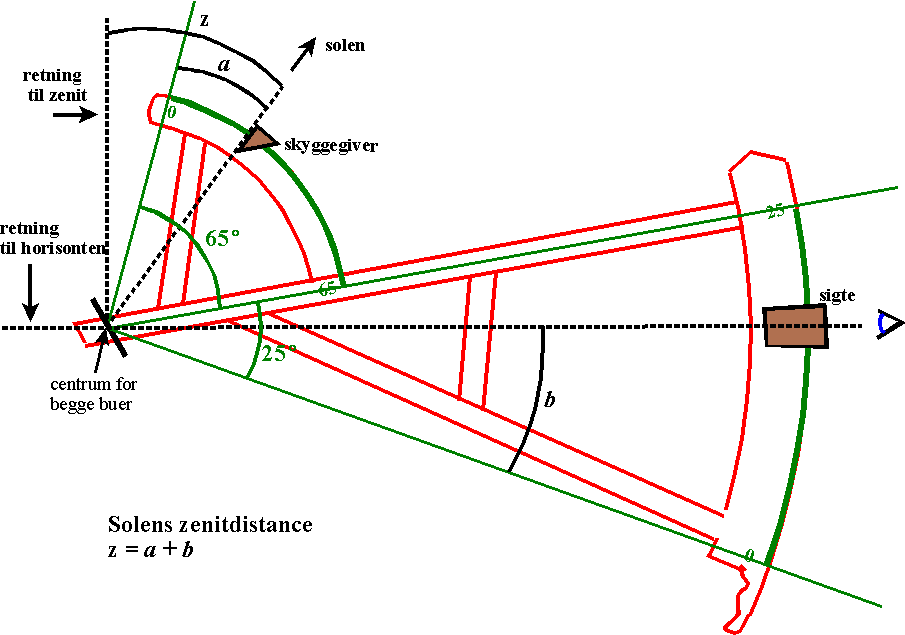 z
solen
a
retning
til zenit
0
skyggegiver
65°
retning
til horisonten
25
65
sigte
25°
centrum for
begge buer
b
Solens zenitdistance
z = a + b
0